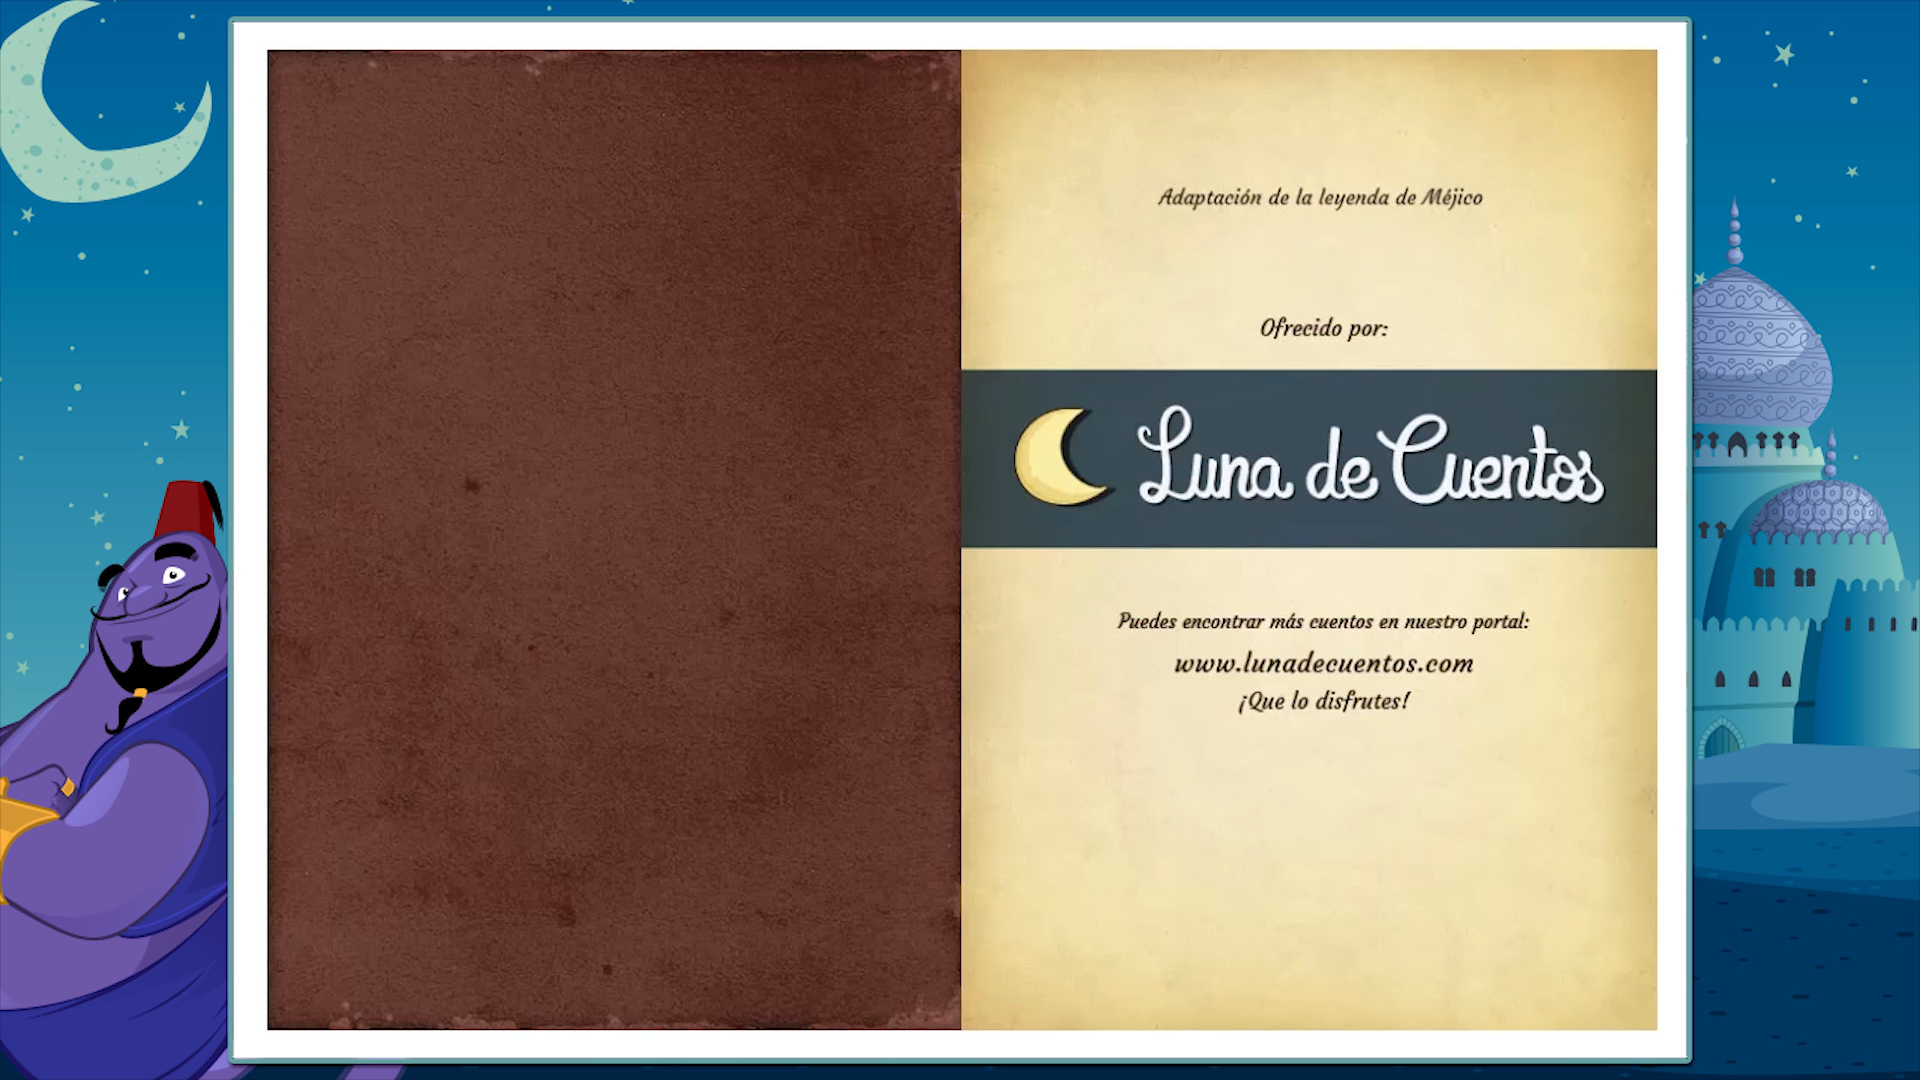 Adaptación de la leyenda de Méjico
Ofrecido por:
Luna de Cuentos
Puedes encontrar más cuentos en nuestro portal:
www.lunadecuentos.com
¡Que lo disfrutes!